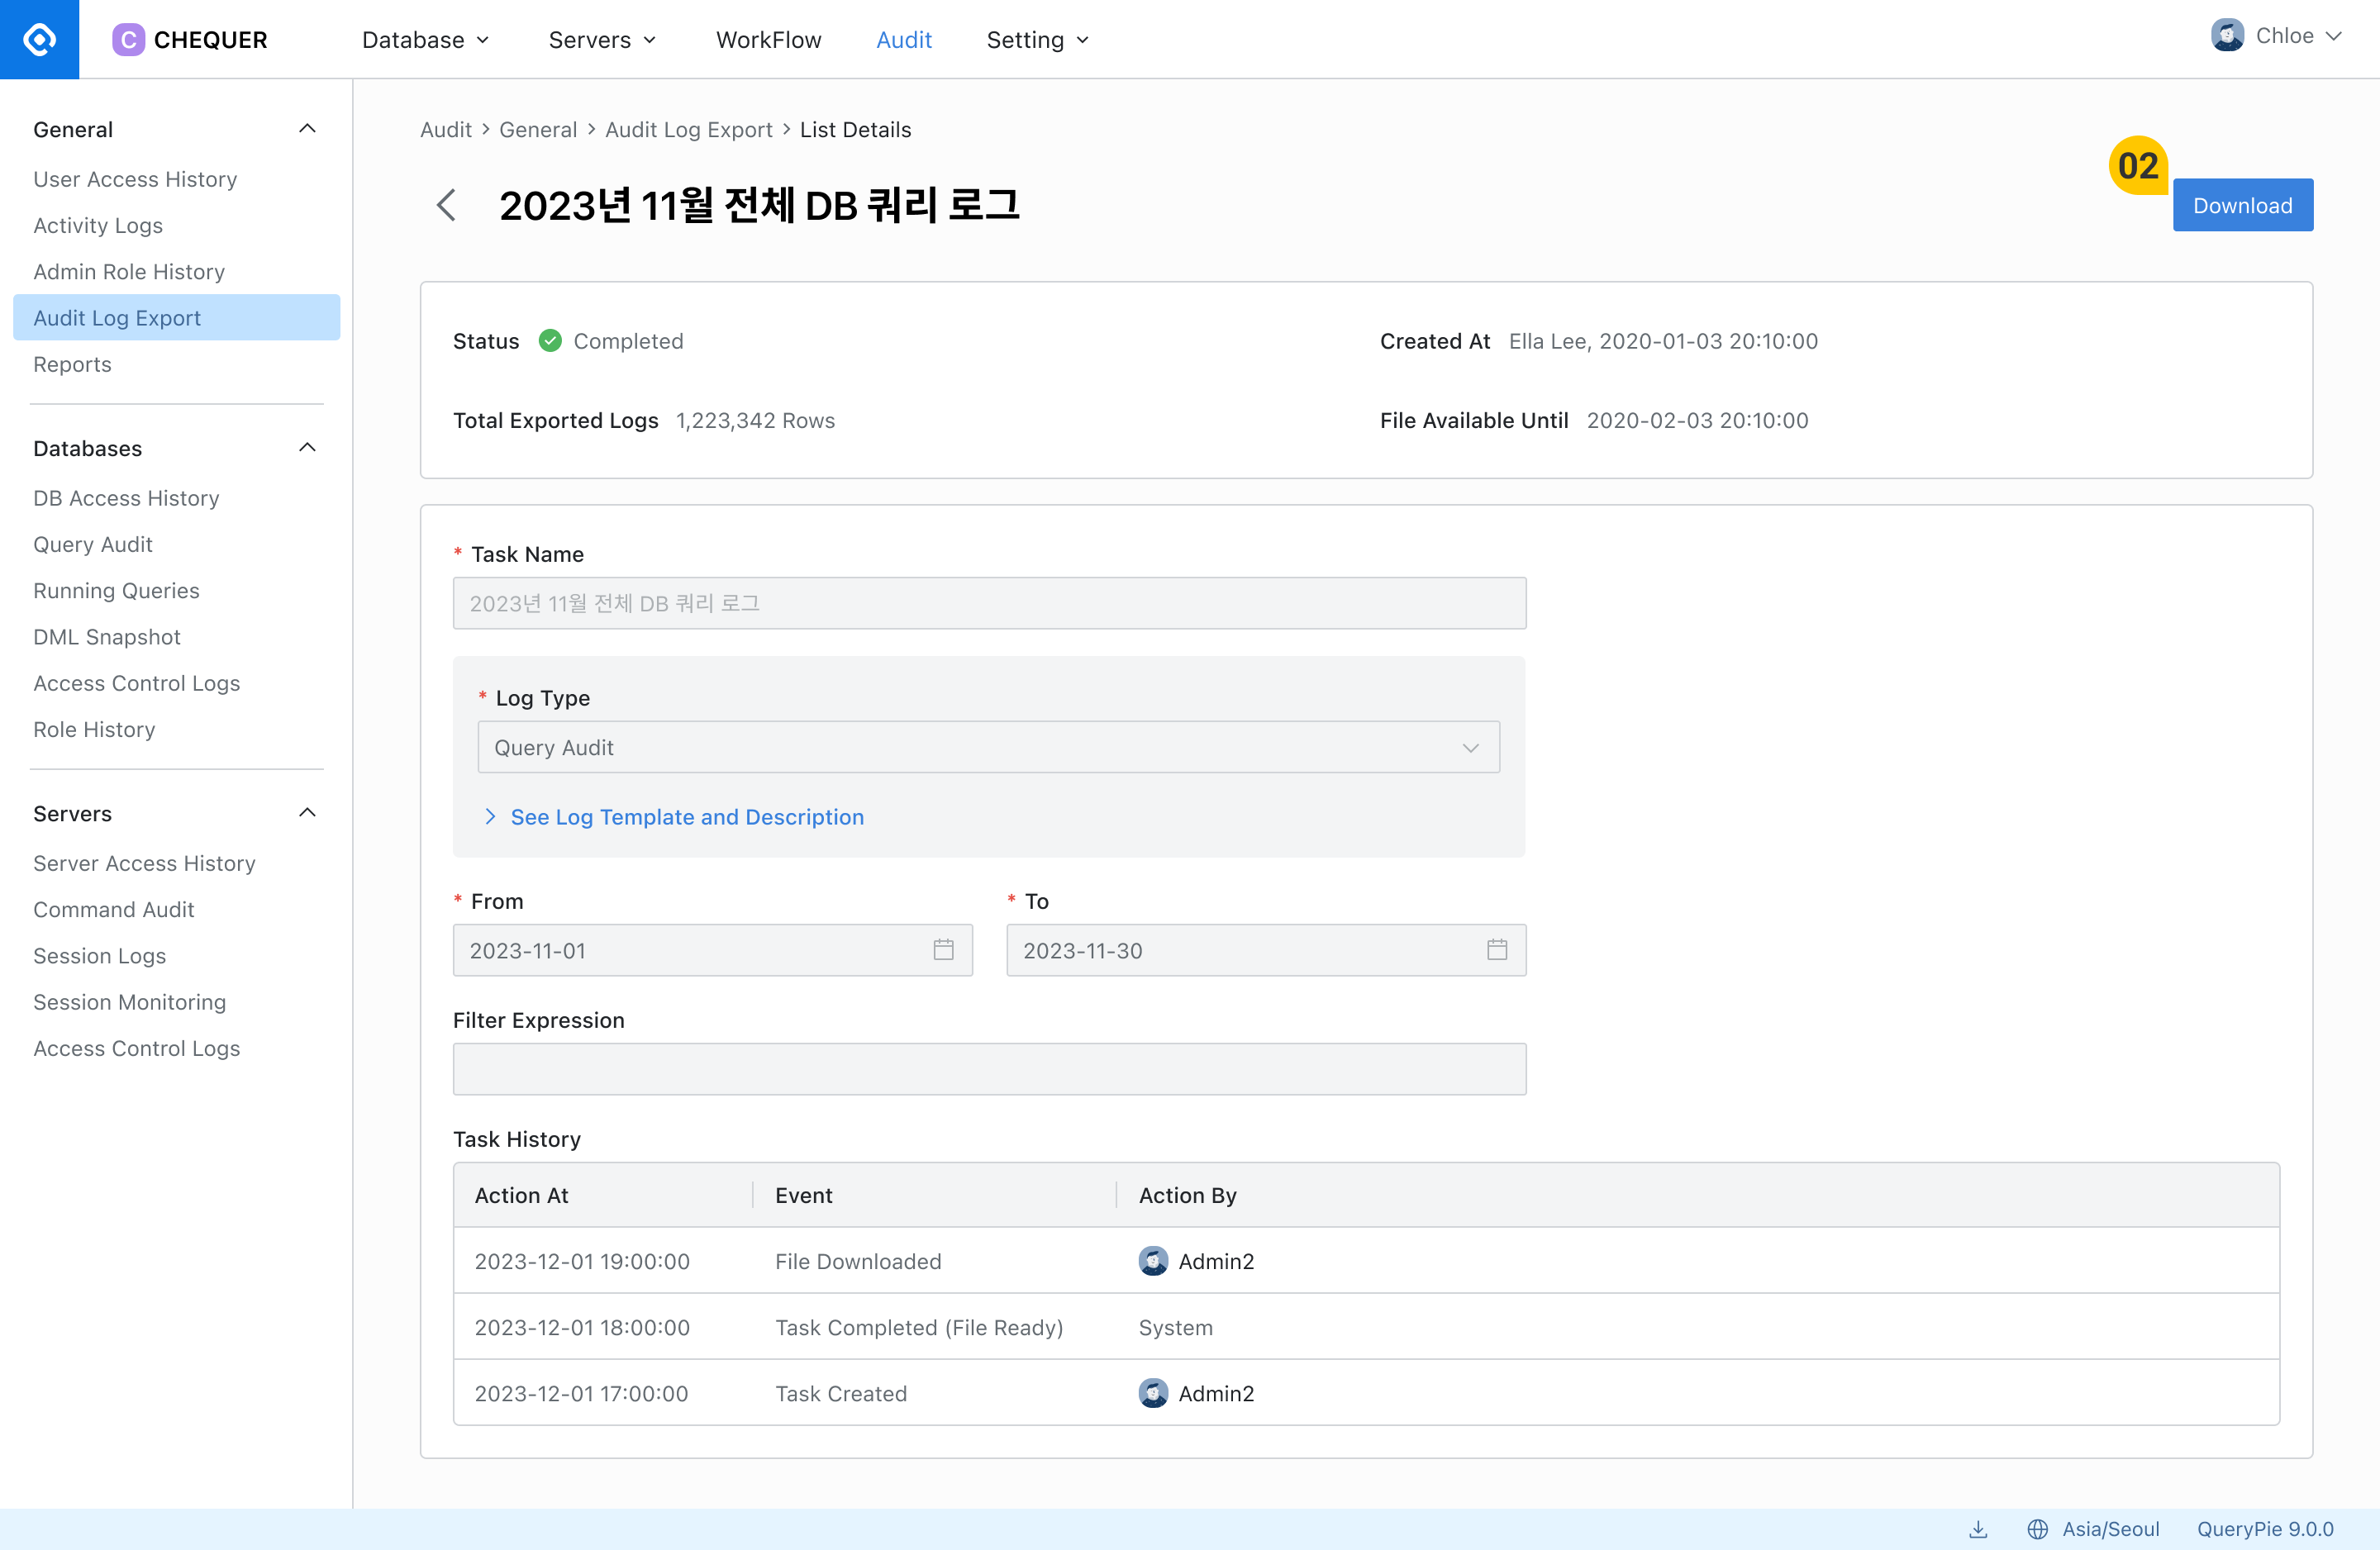 C CHEQUER Database Servers WorkFlow Audit Setting Chloe
General
User Access History
Activity Logs
Admin Role History
Audit Log Export
Reports
Databases
DB Access History
Query Audit
Running Queries
DML Snapshot
Access Control Logs
Role History
Servers
Server Access History
Command Audit
Session Logs
Session Monitoring
Access Control Logs
Audit > General > Audit Log Export > List Details
2023년 11월 전체 DB 쿼리 로그
02
Download
Status Completed Created At Ella Lee, 2020-01-03 20:10:00
Total Exported Logs 1,223,342 Rows File Available Until 2020-02-03 20:10:00
* Task Name
2023년 11월 전체 DB 쿼리 로그
* Log Type
Query Audit
See Log Template and Description
* From * To
2023-11-01 2023-11-30
Filter Expression
Task History
Action At Event Action By
2023-12-01 19:00:00 File Downloaded Admin2
2023-12-01 18:00:00 Task Completed (File Ready) System
2023-12-01 17:00:00 Task Created Admin2
Asia/Seoul QueryPie 9.0.0